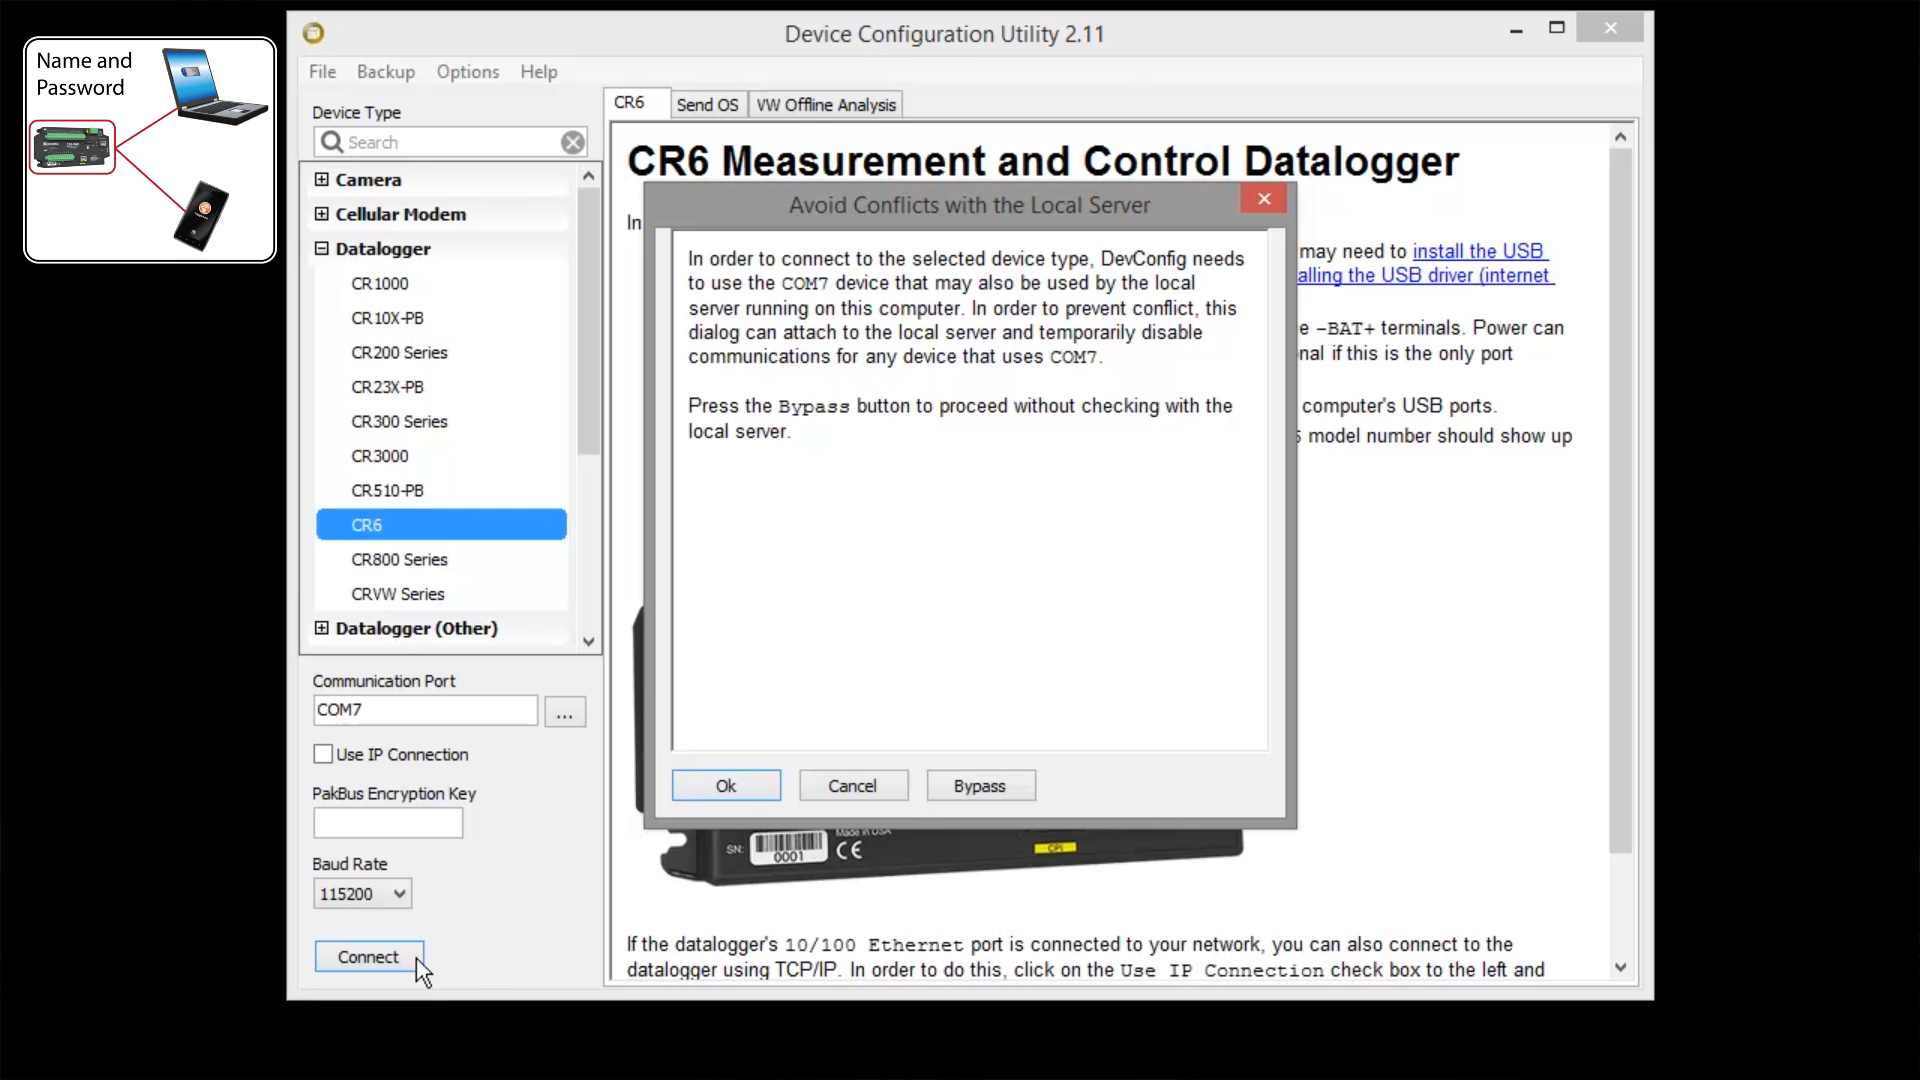 Name and
Password
Device Configuration Utility 2.11
File Backup Options Help
Device Type
Search
Camera
Cellular Modem
Datalogger
CR1000
CR10X-PB
CR200 Series
CR23X-PB
CR300 Series
CR3000
CR510-PB
CR6
CR800 Series
CRVW Series
Datalogger (Other)
Communication Port
COM7
...
Use IP Connection
PakBus Encryption Key
Baud Rate
115200
Connect
CR6 Send OS VW Offline Analysis
CR6 Measurement and Control Datalogger
In
may need to install the USB
alling the USB driver (internet
e -BAT+ terminals. Power can
nal if this is the only port
computer's USB ports.
model number should show up
Avoid Conflicts with the Local Server
In order to connect to the selected device type, DevConfig needs
to use the COM7 device that may also be used by the local
server running on this computer. In order to prevent conflict, this
dialog can attach to the local server and temporarily disable
communications for any device that uses COM7.
Press the Bypass button to proceed without checking with the
local server.
Ok Cancel Bypass
Made in USA
SN: 0001 CE CPI
If the datalogger's 10/100 Ethernet port is connected to your network, you can also connect to the
datalogger using TCP/IP. In order to do this, click on the Use IP Connection check box to the left and